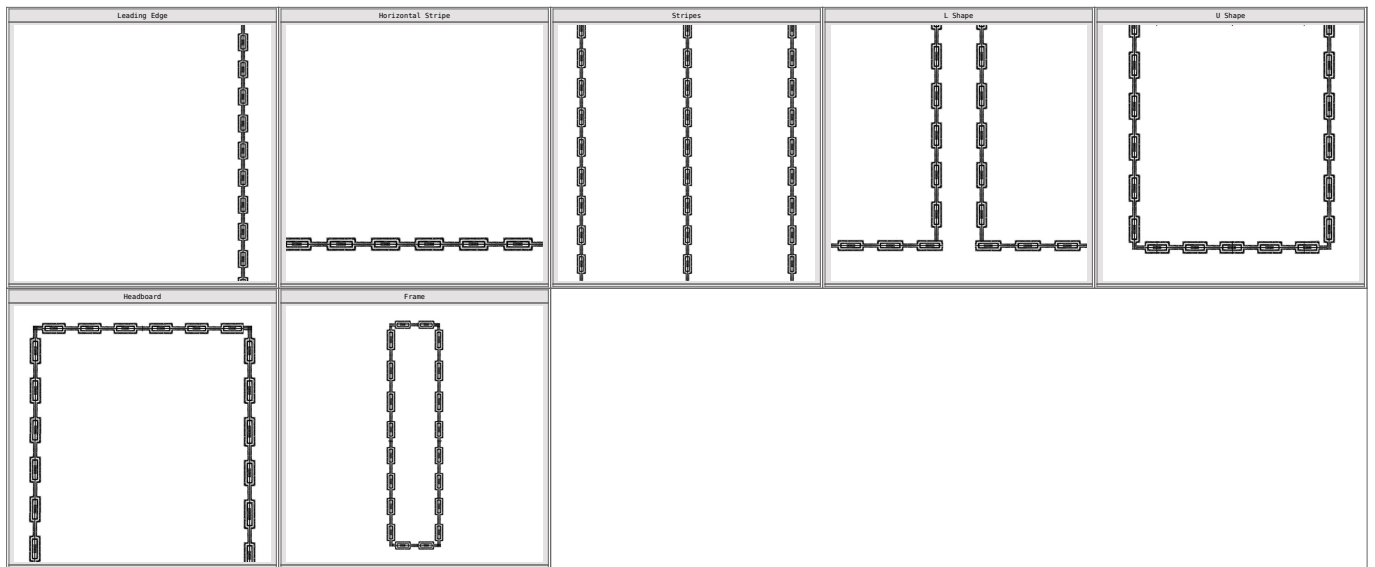 Leading Edge
Horizontal Stripe
Stripes
L Shape
U Shape
Headboard
Frame